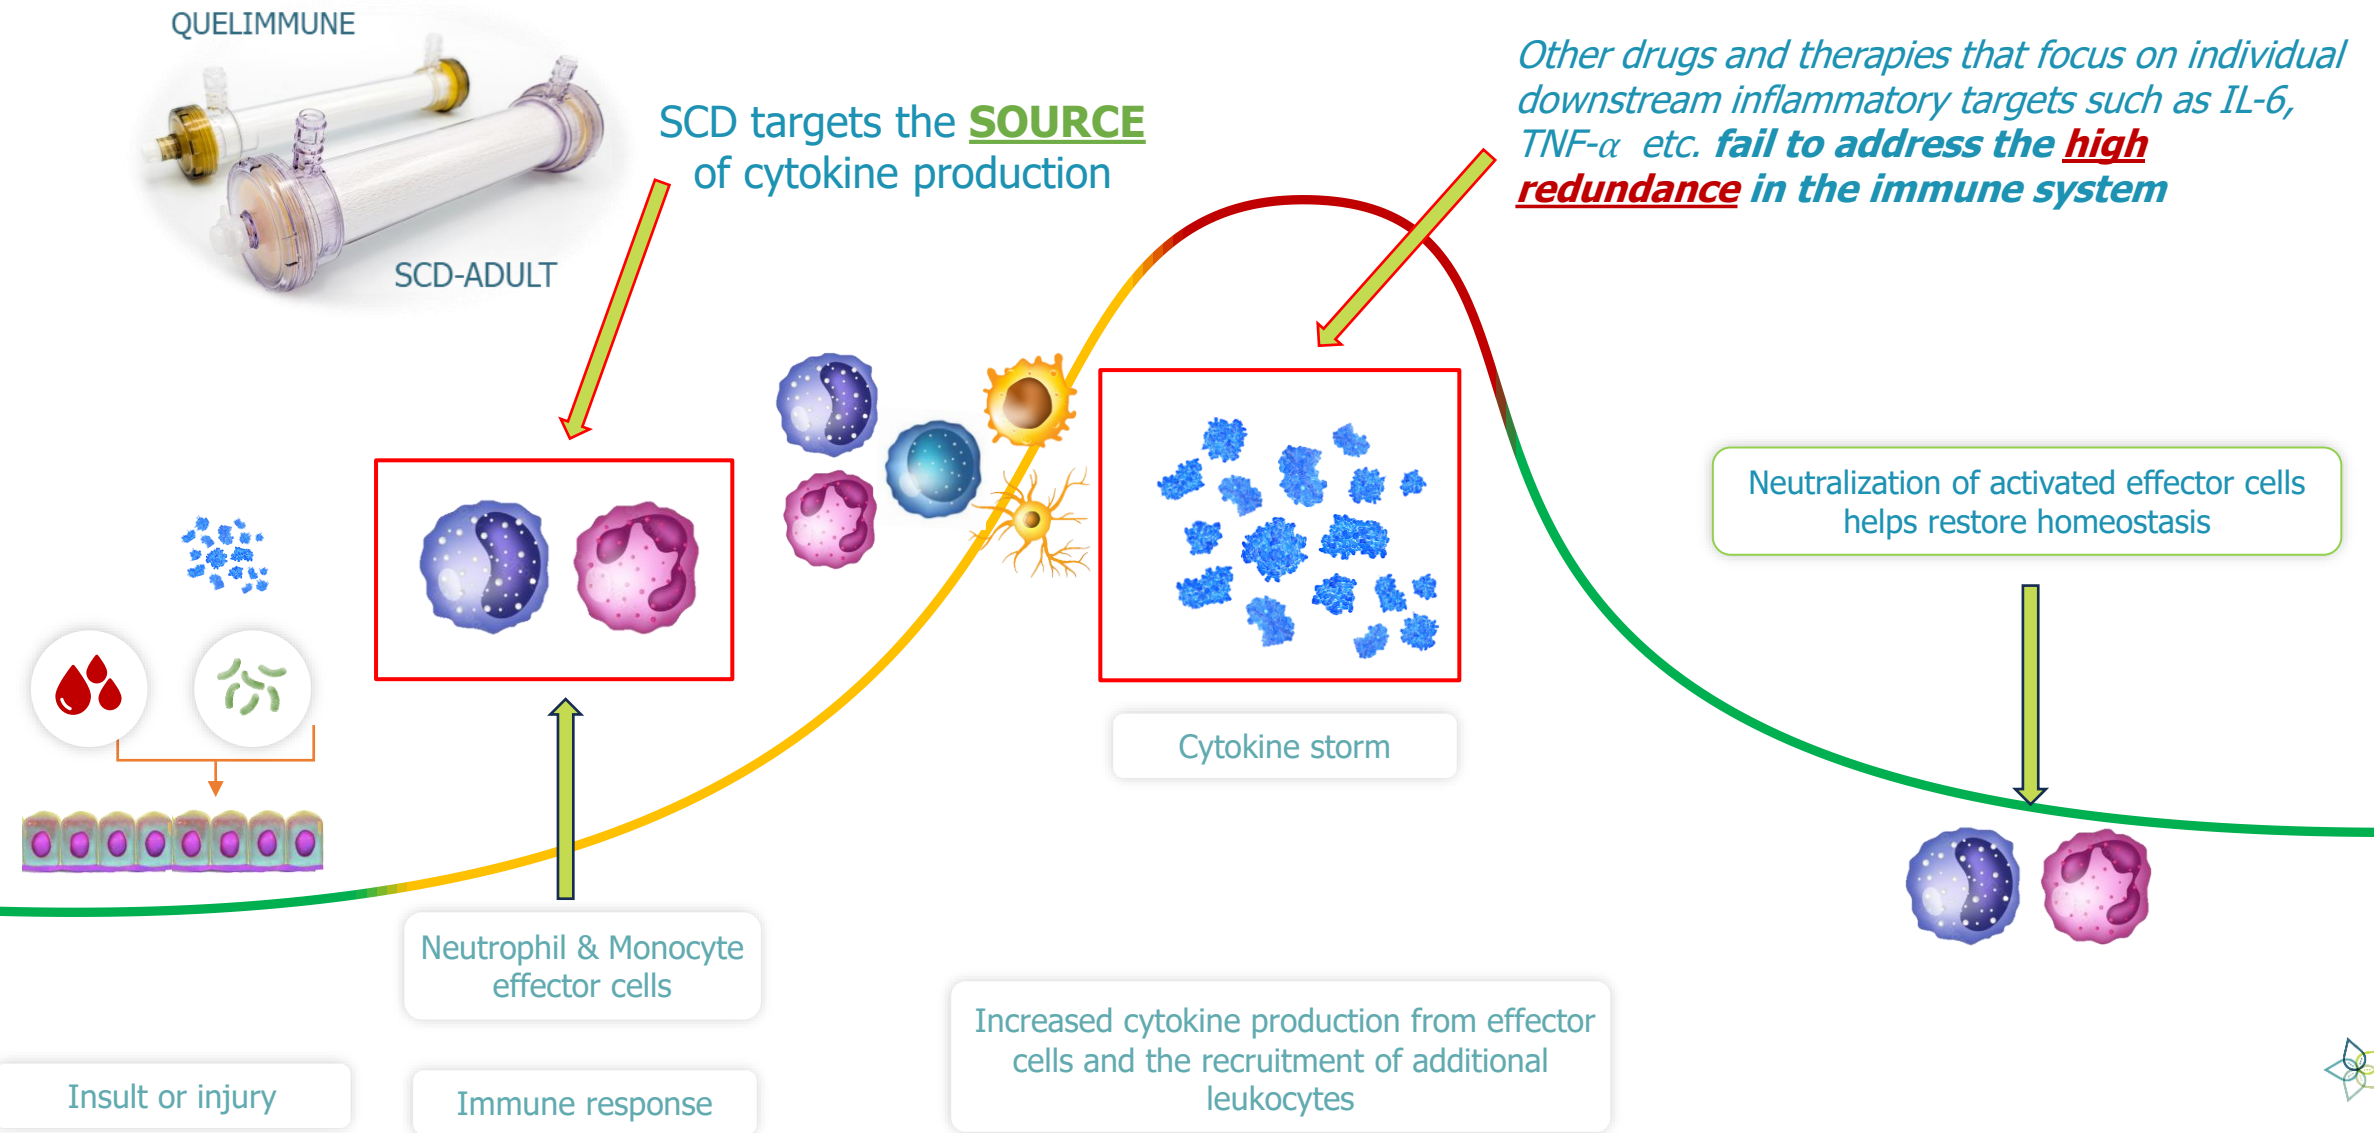 QUELIMMUNE
SCD-ADULT
SCD targets the SOURCE
of cytokine production
Other drugs and therapies that focus on individual
downstream inflammatory targets such as IL-6,
TNF-α etc. fail to address the high
redundance in the immune system
Neutralization of activated effector cells
helps restore homeostasis
Cytokine storm
Neutrophil & Monocyte
effector cells
Increased cytokine production from effector
cells and the recruitment of additional
leukocytes
Insult or injury
Immune response